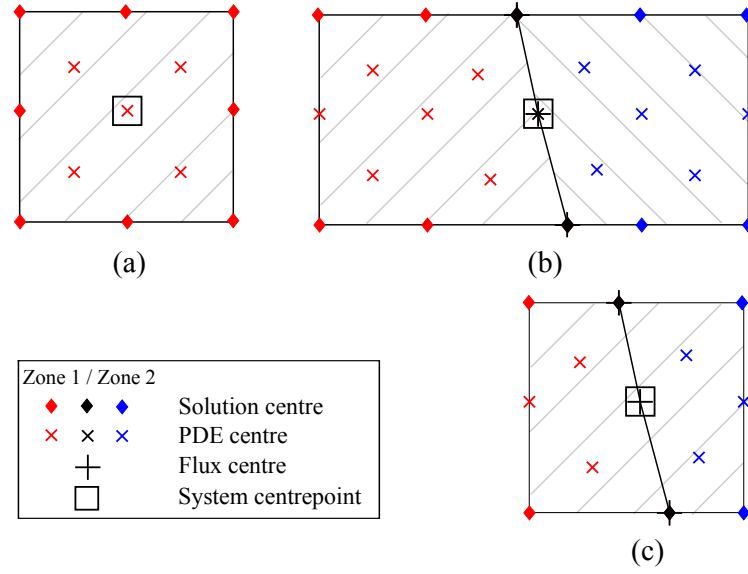 (a)
(b)
Zone 1 / Zone 2
Solution centre
PDE centre
Flux centre
System centrepoint
(c)